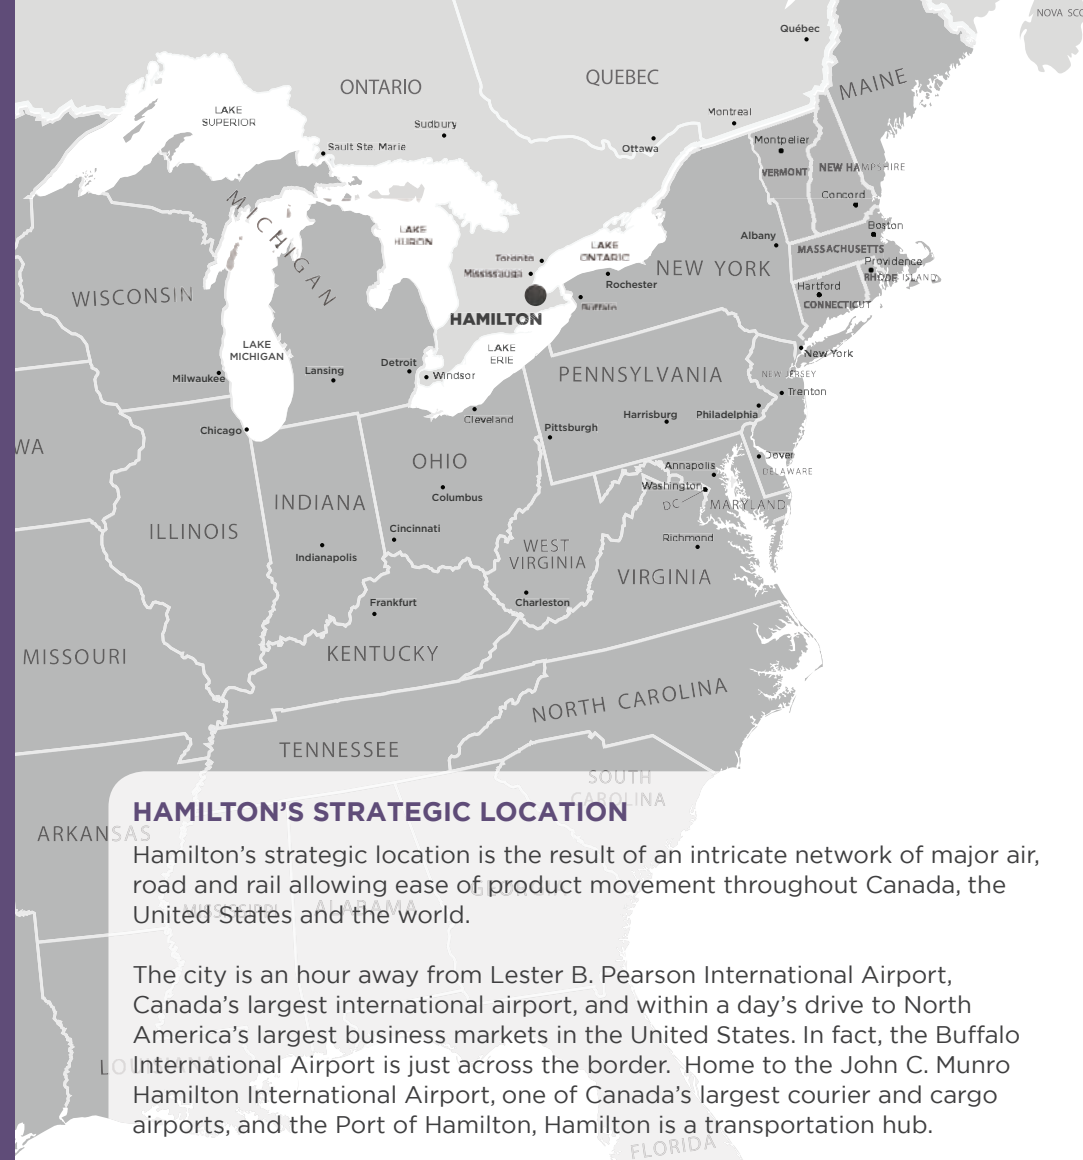 NOVA SCO
Québec
ONTARIO
QUEBEC
MAINE
LAKE
SUPERIOR
Sudbury
Montreal
Sault Ste. Marie
Ottawa
Montpelier
VERMONT
NEW HAMPSHIRE
Concord
MICHIGAN
LAKE
HURON
LAKE
ONTARIO
Albany
Boston
MASSACHUSETTS
Toronto
Mississauga
NEW YORK
Providence
RHODE ISLAND
Rochester
Hartford
CONNECTICUT
WISCONSIN
Buffalo
HAMILTON
LAKE
MICHIGAN
LAKE
ERIE
New York
Milwaukee
Lansing
Detroit
Windsor
PENNSYLVANIA
NEW JERSEY
Trenton
Chicago
Cleveland
Harrisburg
Philadelphia
Pittsburgh
WA
OHIO
Annapolis
Dover
DELAWARE
Washington
DC
MARYLAND
Columbus
INDIANA
ILLINOIS
Cincinnati
Indianapolis
WEST
VIRGINIA
Richmond
VIRGINIA
Frankfurt
Charleston
MISSOURI
KENTUCKY
NORTH CAROLINA
TENNESSEE
SOUTH
CAROLINA
HAMILTON’S STRATEGIC LOCATION
ARKANSAS
Hamilton’s strategic location is the result of an intricate network of major air,
road and rail allowing ease of product movement throughout Canada, the
GEORGIA
United States and the world.
MISSISSIPPI
ALABAMA
The city is an hour away from Lester B. Pearson International Airport,
Canada’s largest international airport, and within a day’s drive to North
America’s largest business markets in the United States. In fact, the Buffalo
International Airport is just across the border. Home to the John C. Munro
LOUISIANA
Hamilton International Airport, one of Canada’s largest courier and cargo
airports, and the Port of Hamilton, Hamilton is a transportation hub.
FLORIDA